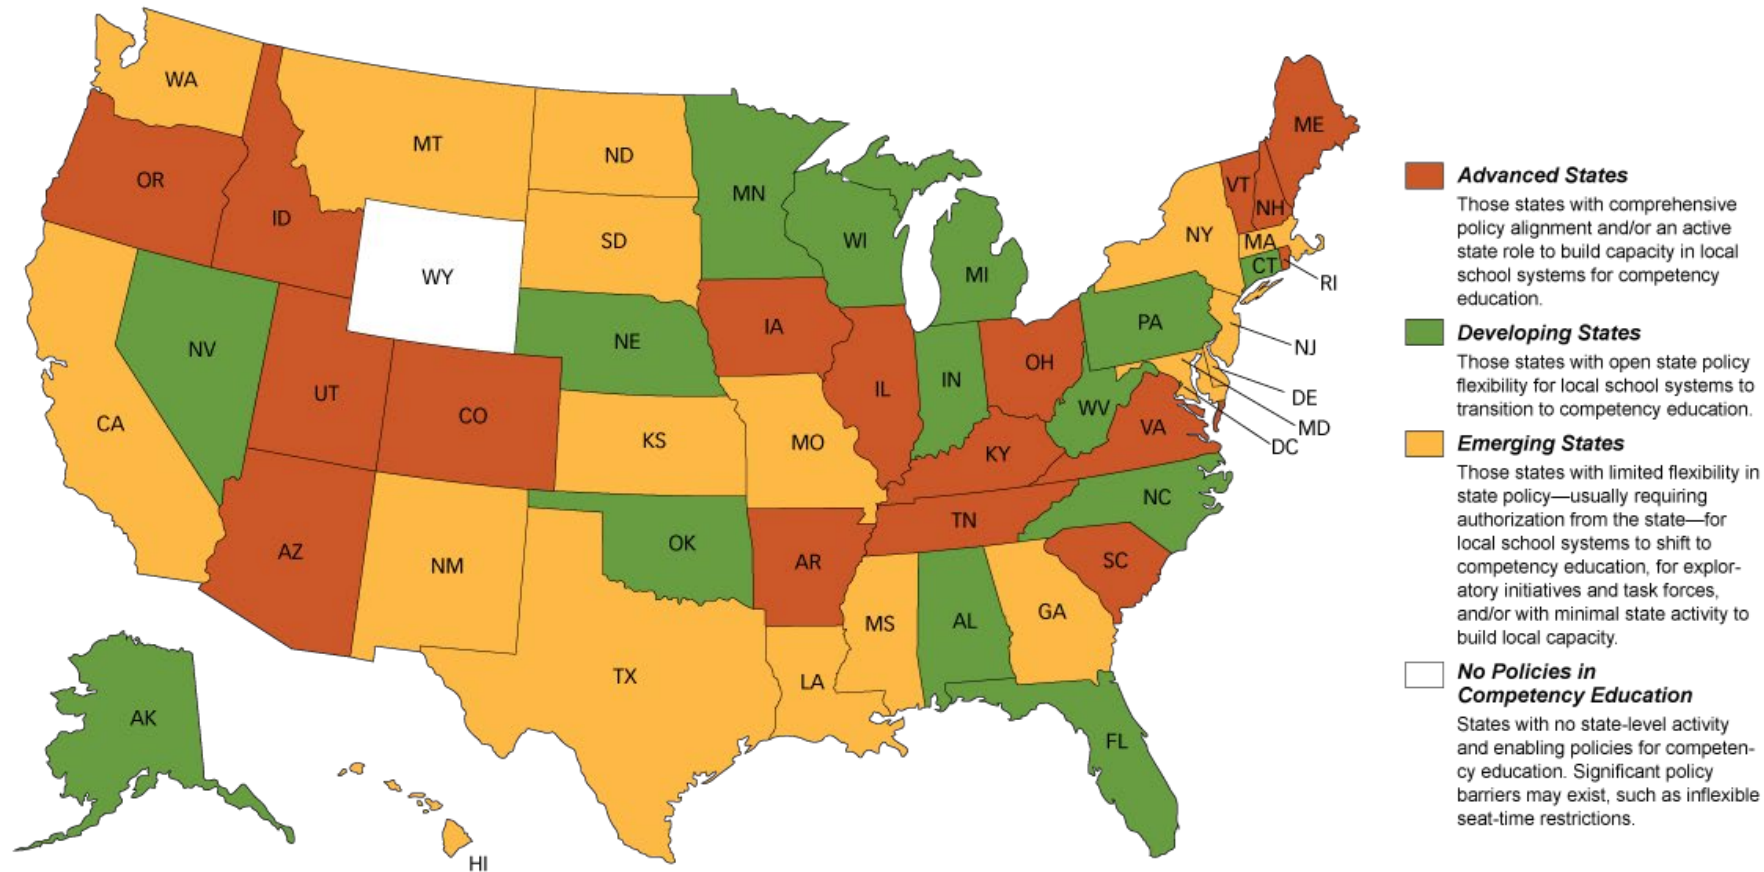 WA
MT
ND
MN
ME
OR
ID
SD
WI
MI
VT
NH
NY
MA
CT
RI
WY
IA
NE
PA
NJ
NV
UT
CO
IL
IN
OH
WV
VA
DE
MD
DC
CA
KS
MO
KY
NC
TN
AZ
NM
OK
AR
SC
MS
AL
GA
TX
LA
AK
FL
HI
Advanced States
Those states with comprehensive
policy alignment and/or an active
state role to build capacity in local
school systems for competency
education.
Developing States
Those states with open state policy
flexibility for local school systems to
transition to competency education.
Emerging States
Those states with limited flexibility in
state policy—usually requiring
authorization from the state—for
local school systems to shift to
competency education, for explor-
atory initiatives and task forces,
and/or with minimal state activity to
build local capacity.
No Policies in
Competency Education
States with no state-level activity
and enabling policies for competen-
cy education. Significant policy
barriers may exist, such as inflexible
seat-time restrictions.